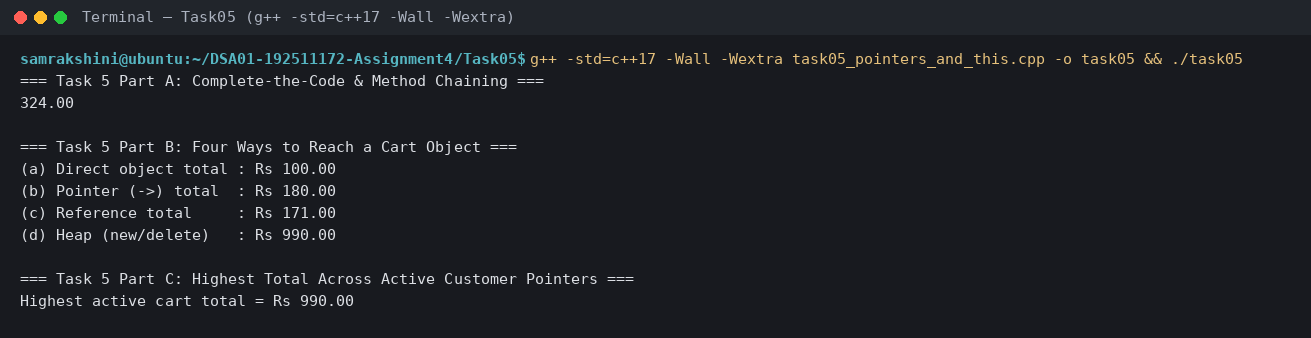 Terminal — Task05 (g++ -std=c++17 -Wall -Wextra)
samrakshini@ubuntu:~/DSA01-192511172-Assignment4/Task05$ g++ -std=c++17 -Wall -Wextra task05_pointers_and_this.cpp -o task05 && ./task05
=== Task 5 Part A: Complete-the-Code & Method Chaining ===
324.00
=== Task 5 Part B: Four Ways to Reach a Cart Object ===
(a) Direct object total : Rs 100.00
(b) Pointer (->) total  : Rs 180.00
(c) Reference total     : Rs 171.00
(d) Heap (new/delete)   : Rs 990.00
=== Task 5 Part C: Highest Total Across Active Customer Pointers ===
Highest active cart total = Rs 990.00